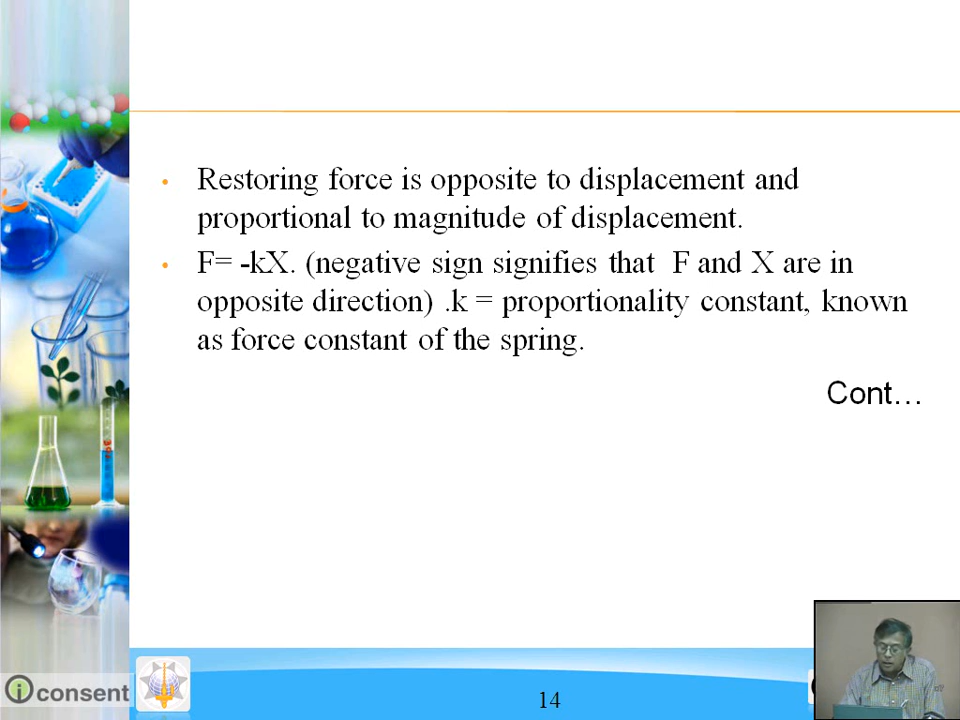 • Restoring force is opposite to displacement and
proportional to magnitude of displacement.
• F= -kX. (negative sign signifies that F and X are in
opposite direction) .k = proportionality constant, known
as force constant of the spring.
Cont…
i consent
14